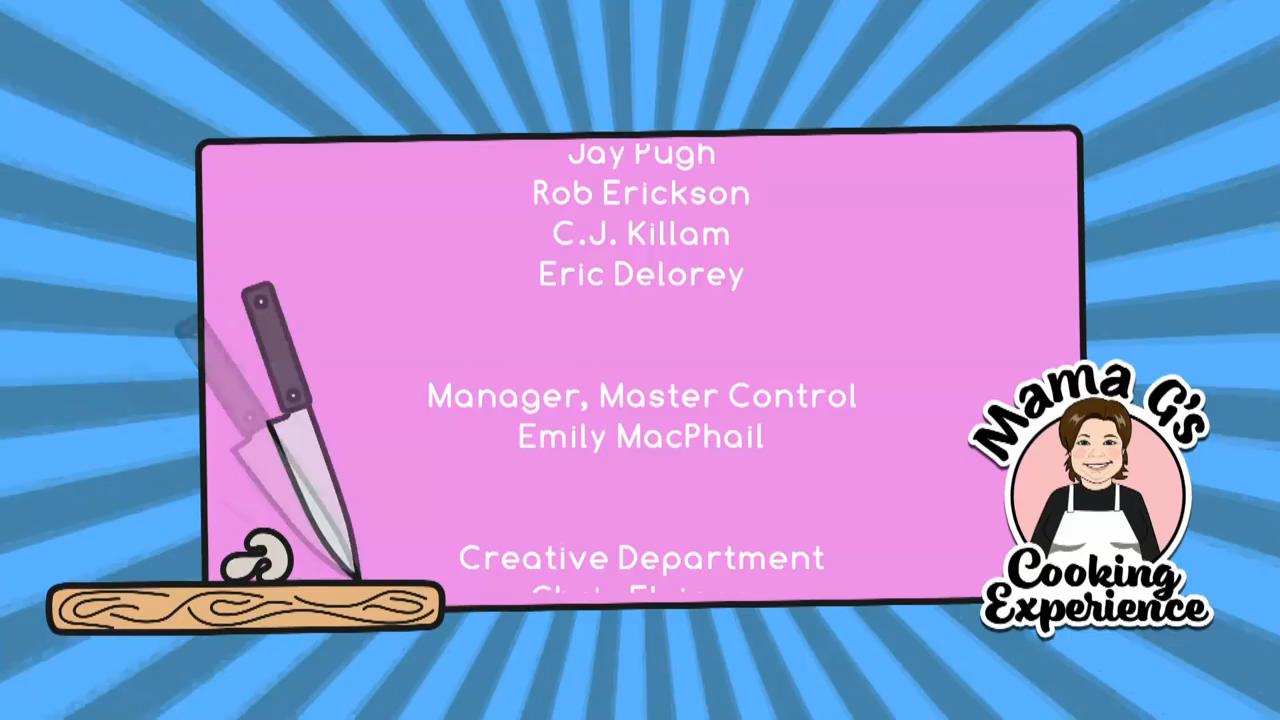 Jay Pugh
Rob Erickson
C.J. Killam
Eric Delorey
Manager, Master Control
Emily MacPhail
Creative Department
Mama G's
Cooking
Experience